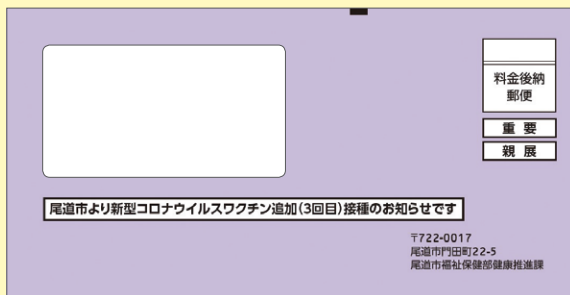 料金後納
郵便
重要
親展
尾道市より新型コロナウイルスワクチン追加(3回目)接種のお知らせです
〒722-0017
尾道市門田町22-5
尾道市福祉保健部健康推進課